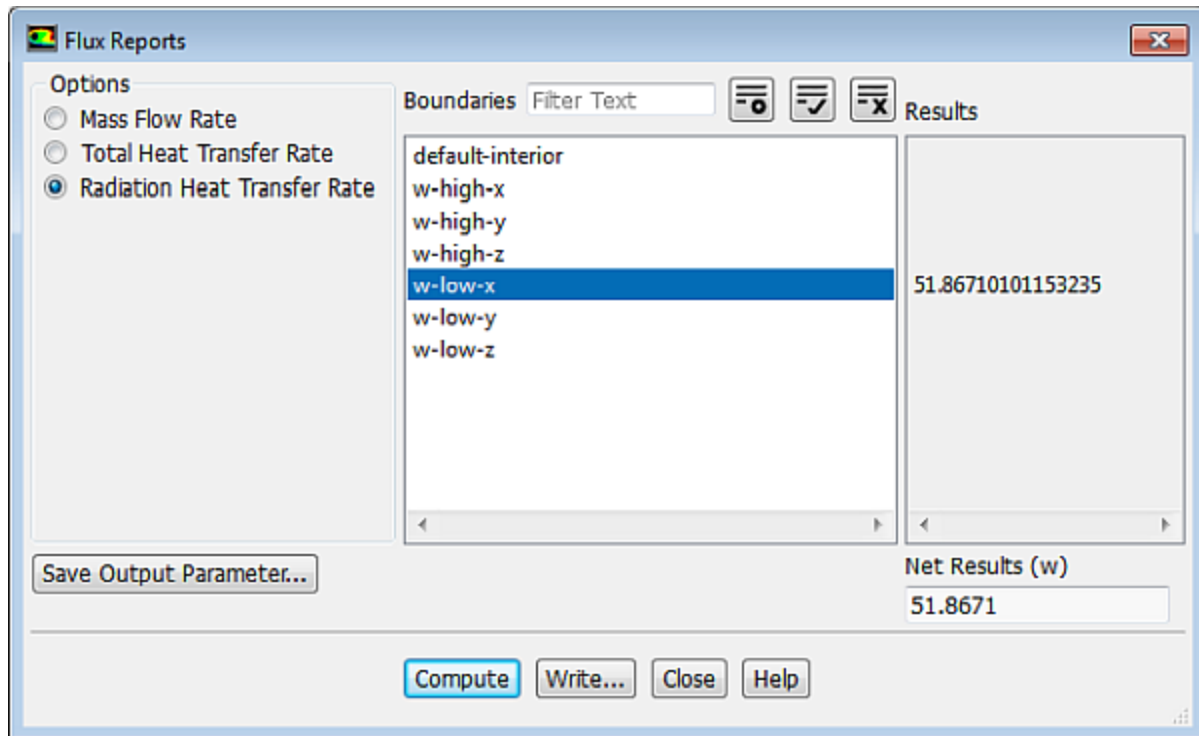 Flux Reports
Options
Mass Flow Rate
Total Heat Transfer Rate
Radiation Heat Transfer Rate
Boundaries Filter Text
Results
default-interior
w-high-x
w-high-y
w-high-z
w-low-x
51.86710101153235
w-low-y
w-low-z
Save Output Parameter...
Net Results (w)
51.8671
Compute Write... Close Help